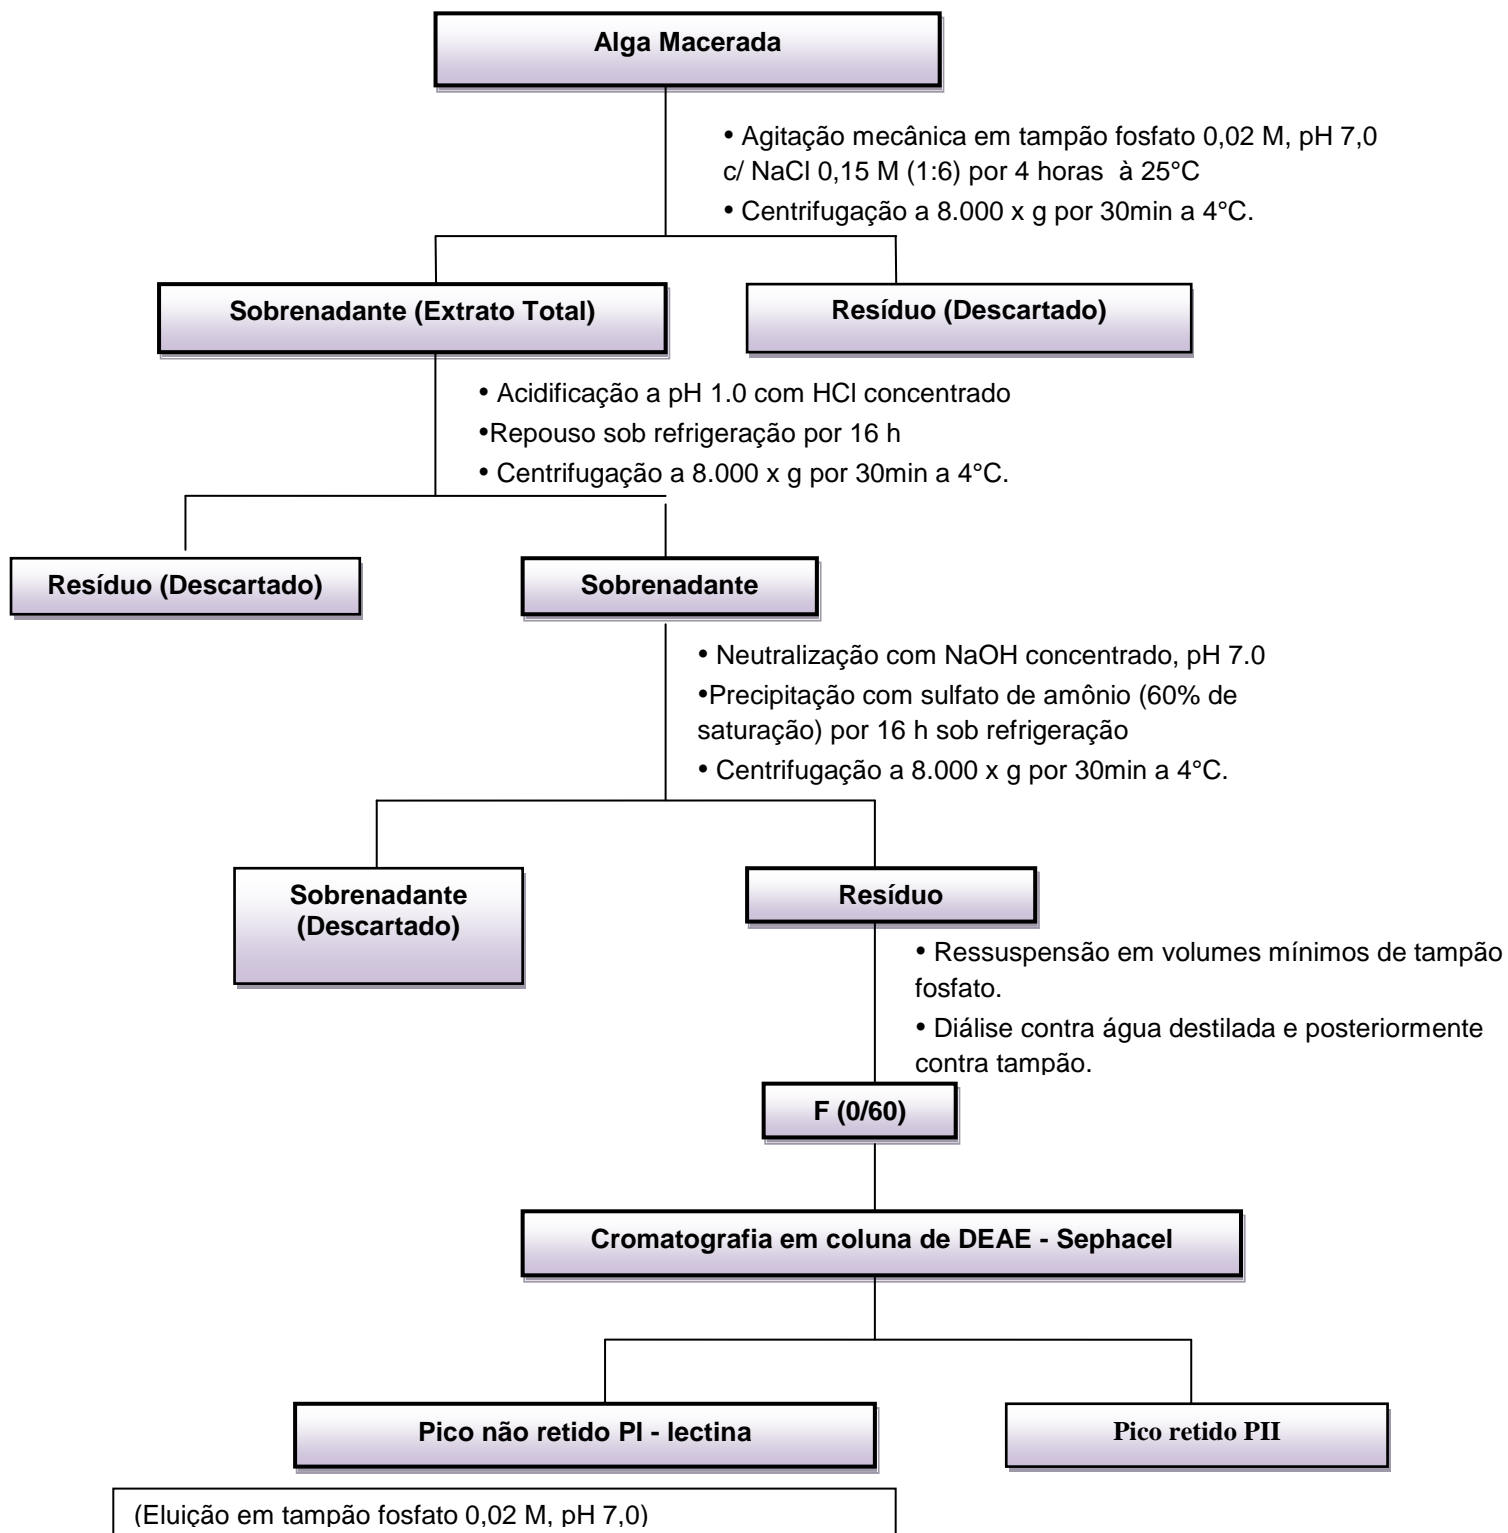 Alga Macerada
• Agitação mecânica em tampão fosfato 0,02 M, pH 7,0
c/ NaCl 0,15 M (1:6) por 4 horas à 25°C
• Centrifugação a 8.000 x g por 30min a 4°C.
Sobrenadante (Extrato Total)
Resíduo (Descartado)
• Acidificação a pH 1.0 com HCl concentrado
•Repouso sob refrigeração por 16 h
• Centrifugação a 8.000 x g por 30min a 4°C.
Resíduo (Descartado)
Sobrenadante
• Neutralização com NaOH concentrado, pH 7.0
•Precipitação com sulfato de amônio (60% de
saturação) por 16 h sob refrigeração
• Centrifugação a 8.000 x g por 30min a 4°C.
Sobrenadante
(Descartado)
Resíduo
• Ressuspensão em volumes mínimos de tampão
fosfato.
• Diálise contra água destilada e posteriormente
contra tampão.
F (0/60)
Cromatografia em coluna de DEAE - Sephacel
Pico não retido PI - lectina
Pico retido PII
(Eluição em tampão fosfato 0,02 M, pH 7,0)